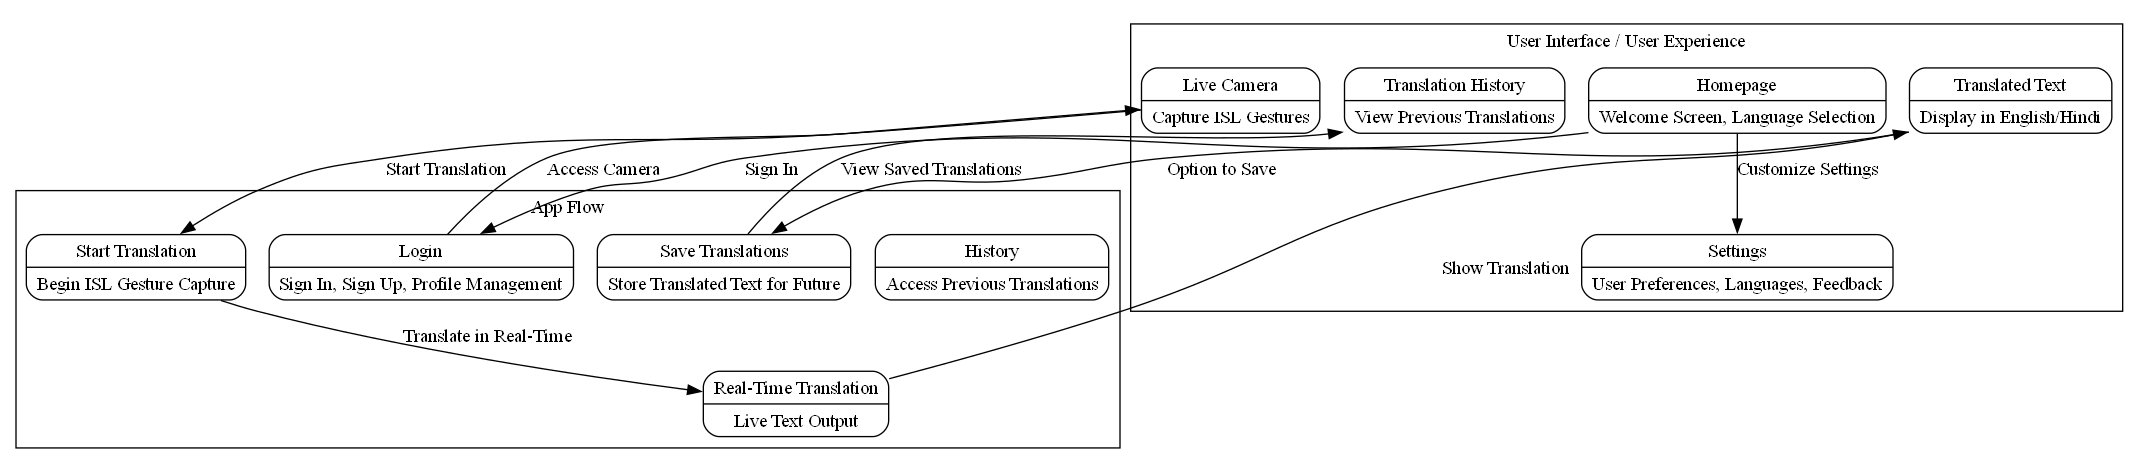 User Interface / User Experience
Live Camera
Capture ISL Gestures
Translation History
View Previous Translations
Homepage
Welcome Screen, Language Selection
Translated Text
Display in English/Hindi
Start Translation
Access Camera
Sign In
View Saved Translations
Option to Save
Customize Settings
App Flow
Start Translation
Begin ISL Gesture Capture
Login
Sign In, Sign Up, Profile Management
Save Translations
Store Translated Text for Future
History
Access Previous Translations
Show Translation
Settings
User Preferences, Languages, Feedback
Translate in Real-Time
Real-Time Translation
Live Text Output